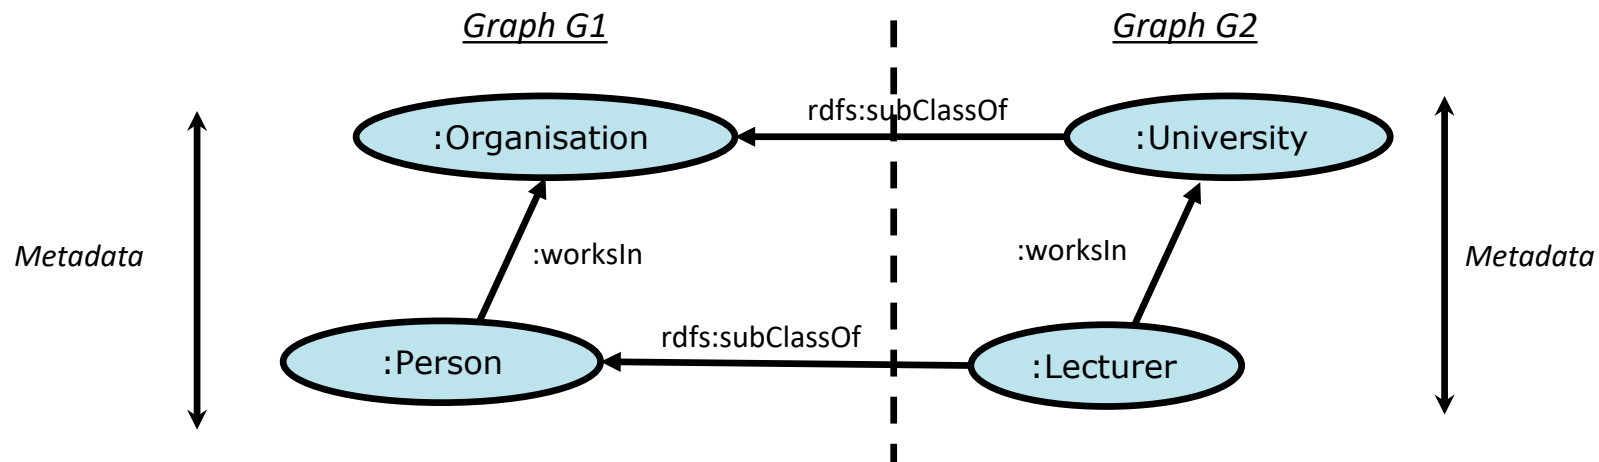 Graph G1
Graph G2
rdfs:subClassOf
:Organisation
:University
Metadata
:worksIn
:worksIn
Metadata
rdfs:subClassOf
:Person
:Lecturer